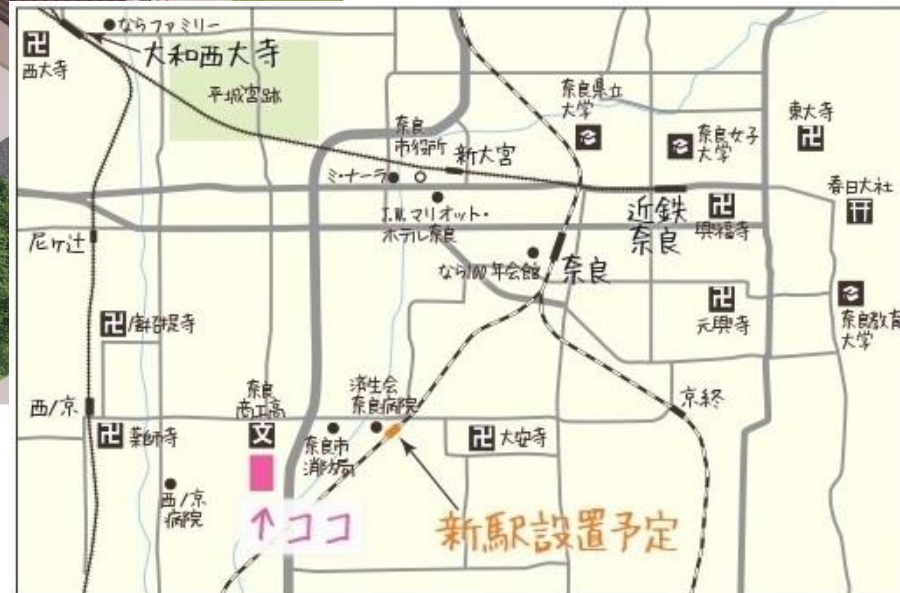 ならファミリー
大和西大寺
西大寺
平城宮跡
奈良県立
大学
奈良女子
大学
東大寺
奈良
市役所
新大宮
ミ・ナーラ
J.W.マリオット・
ホテル奈良
近鉄
奈良
興福寺
春日大社
尼ヶ辻
なら100年会館
奈良
元興寺
奈良教育
大学
唐招提寺
西ノ京
薬師寺
奈良
商工高
文
済生会
奈良病院
奈良市
消防局
大安寺
京終
西ノ京
病院
↑ココ
新駅設置予定